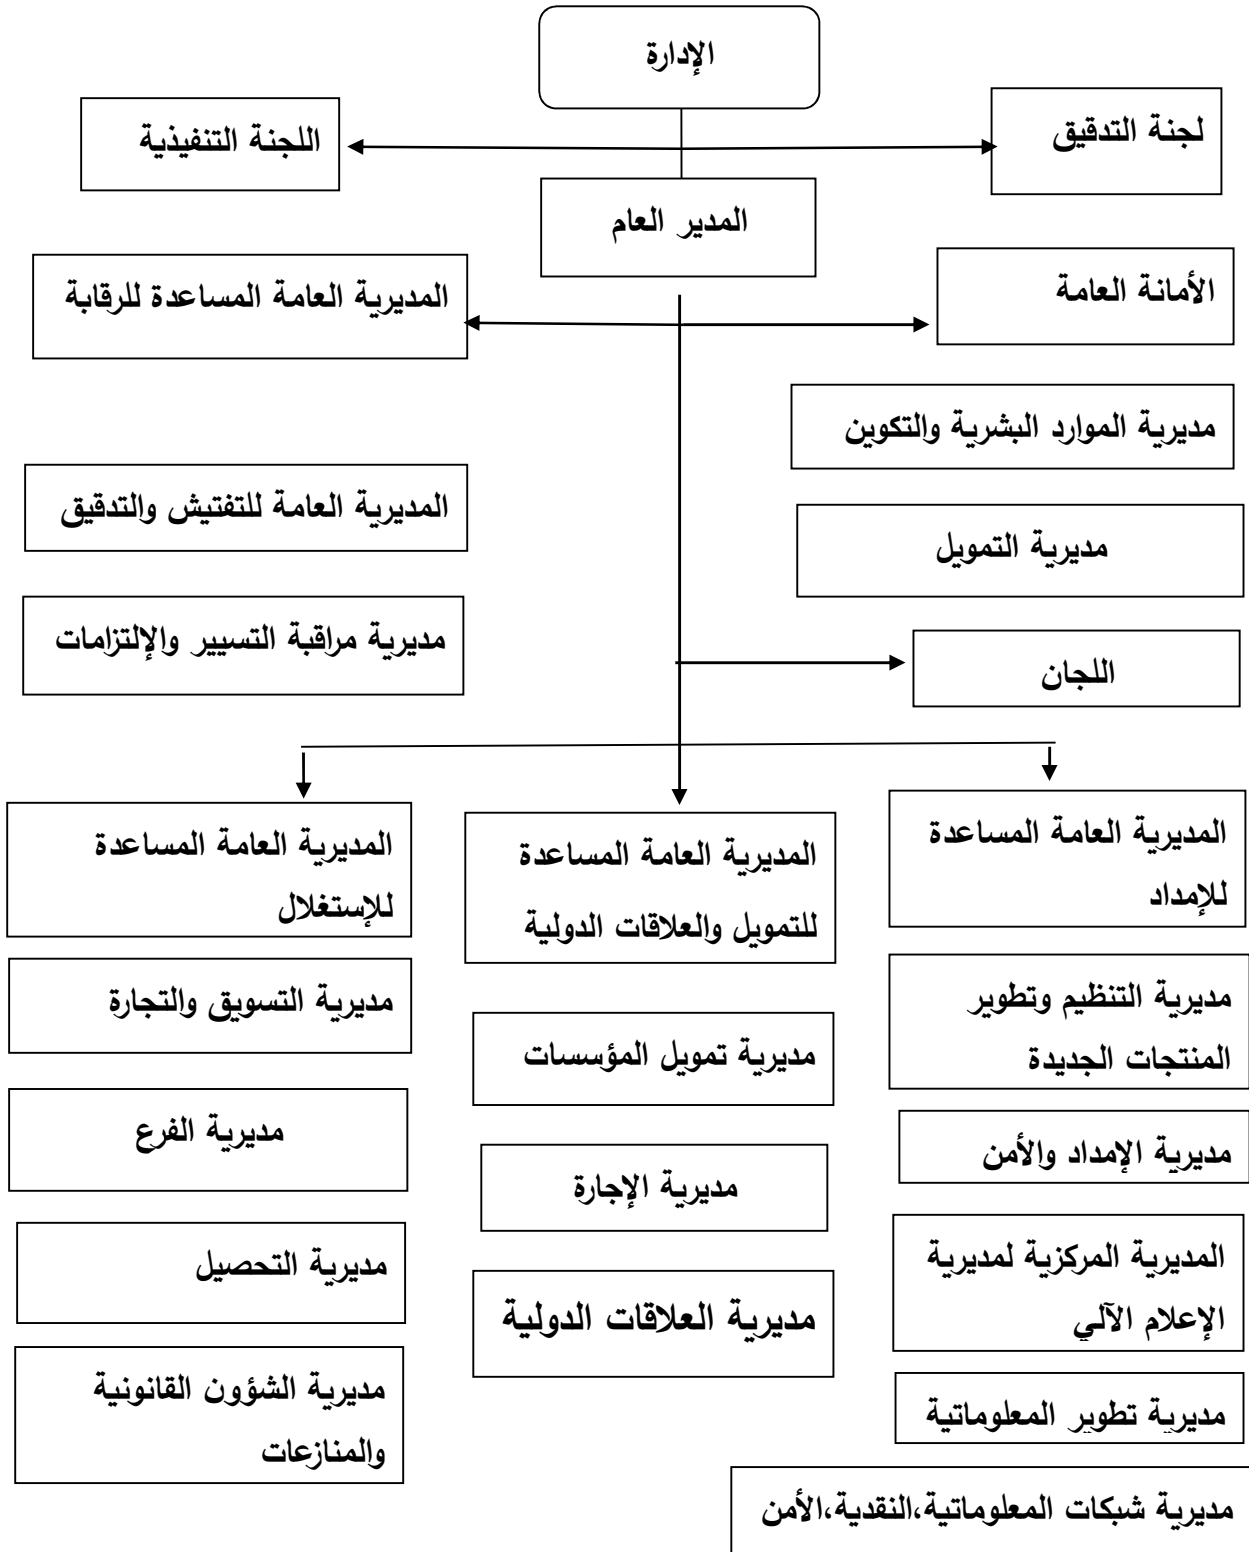 الإدارة
لجنة التدقيق
اللجنة التنفيذية
المدير العام
الأمانة العامة
المديرية العامة المساعدة للرقابة
مديرية الموارد البشرية والتكوين
المديرية العامة للتفتيش والتدقيق
مديرية التمويل
مديرية مراقبة التسيير والإلتزامات
اللجان
المديرية العامة المساعدة
للإمداد
مديرية التنظيم وتطوير
المنتجات الجديدة
مديرية الإمداد والأمن
المديرية المركزية لمديرية
الإعلام الآلي
مديرية تطوير المعلوماتية
مديرية شبكات المعلوماتية،النقدية،الأمن
المديرية العامة المساعدة
للتمويل والعلاقات الدولية
مديرية تمويل المؤسسات
مديرية الإجارة
مديرية العلاقات الدولية
المديرية العامة المساعدة
للإستغلال
مديرية التسويق والتجارة
مديرية الفرع
مديرية التحصيل
مديرية الشؤون القانونية
والمنازعات